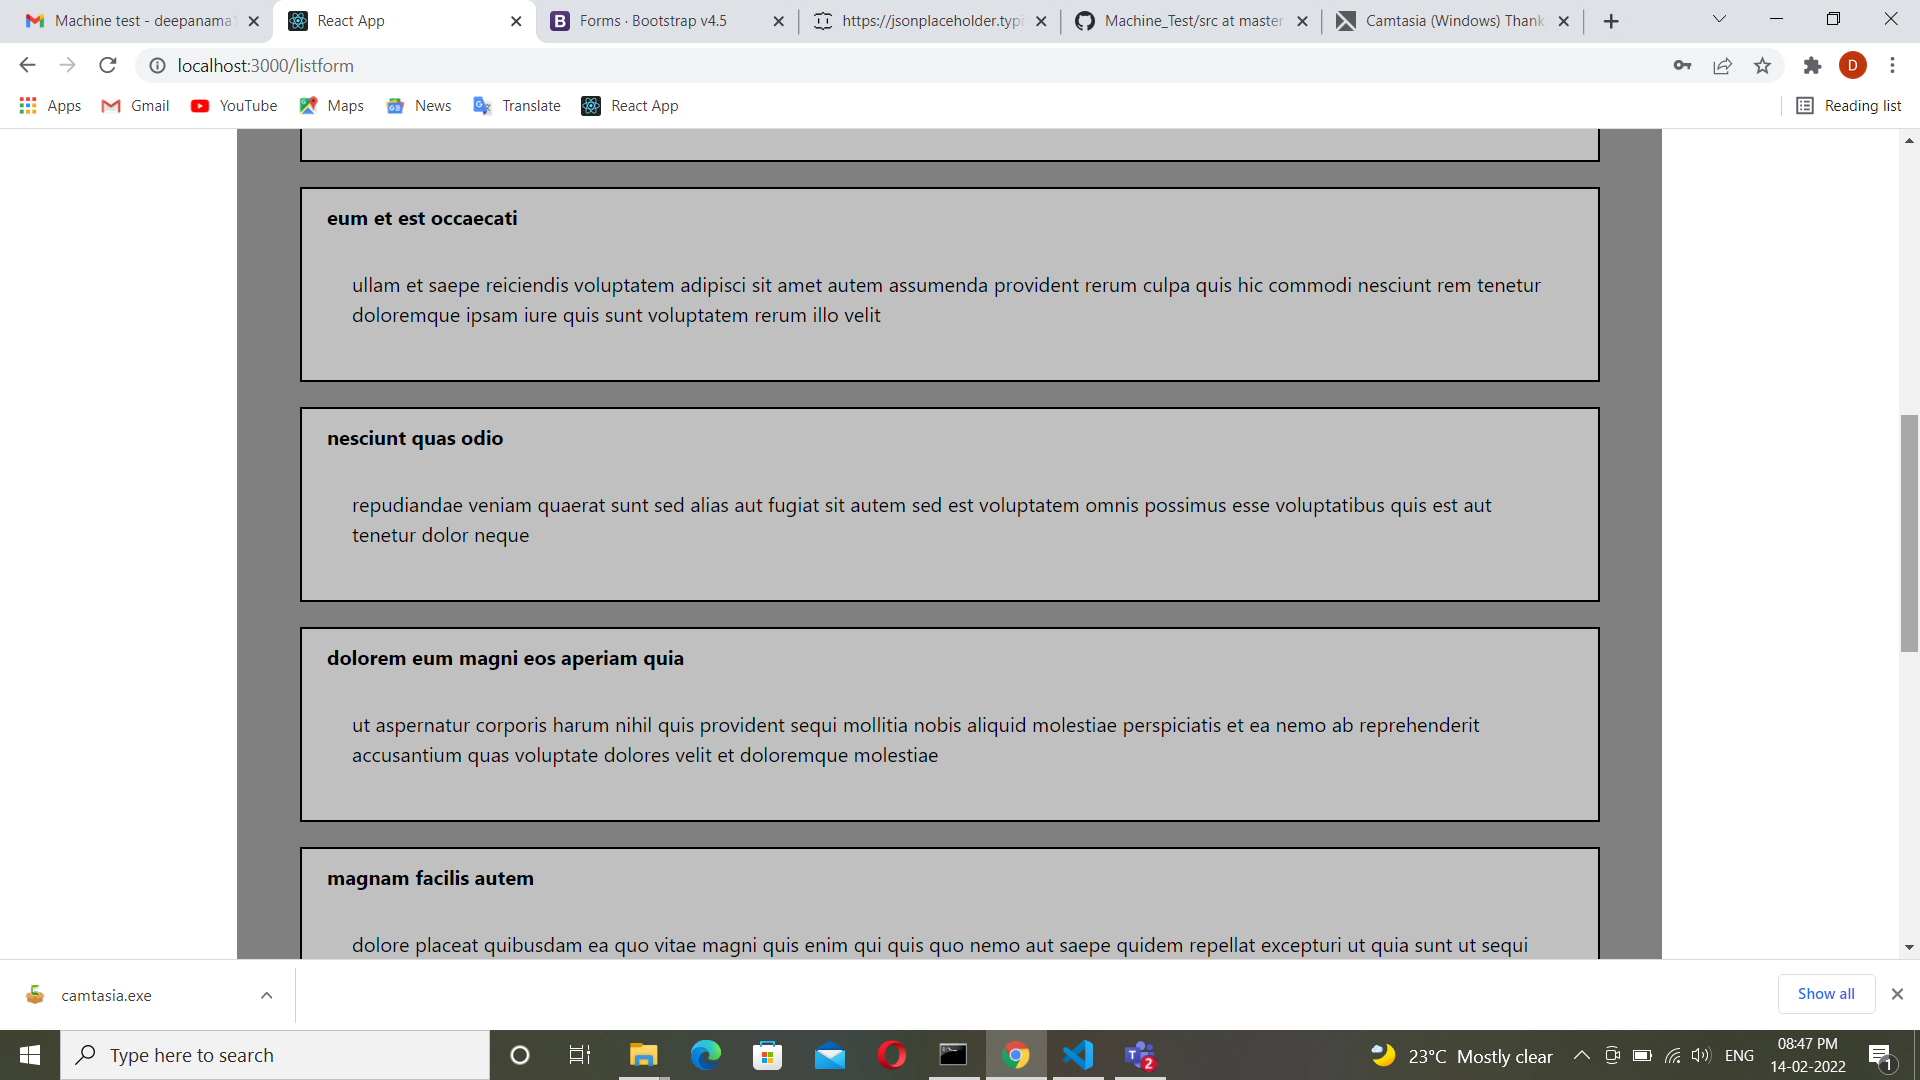 Machine test - deepanama
React App
Forms · Bootstrap v4.5
https://jsonplaceholder.typi
Machine_Test/src at master
Camtasia (Windows) Thank
localhost:3000/listform
D
Apps
Gmail
YouTube
Maps
News
Translate
React App
Reading list
eum et est occaecati
ullam et saepe reiciendis voluptatem adipisci sit amet autem assumenda provident rerum culpa quis hic commodi nesciunt rem tenetur
doloremque ipsam iure quis sunt voluptatem rerum illo velit
nesciunt quas odio
repudiandae veniam quaerat sunt sed alias aut fugiat sit autem sed est voluptatem omnis possimus esse voluptatibus quis est aut
tenetur dolor neque
dolorem eum magni eos aperiam quia
ut aspernatur corporis harum nihil quis provident sequi mollitia nobis aliquid molestiae perspiciatis et ea nemo ab reprehenderit
accusantium quas voluptate dolores velit et doloremque molestiae
magnam facilis autem
dolore placeat quibusdam ea quo vitae magni quis enim qui quis quo nemo aut saepe quidem repellat excepturi ut quia sunt ut sequi
camtasia.exe
Show all
Type here to search
2
23°C Mostly clear
ENG
08:47 PM
14-02-2022
1